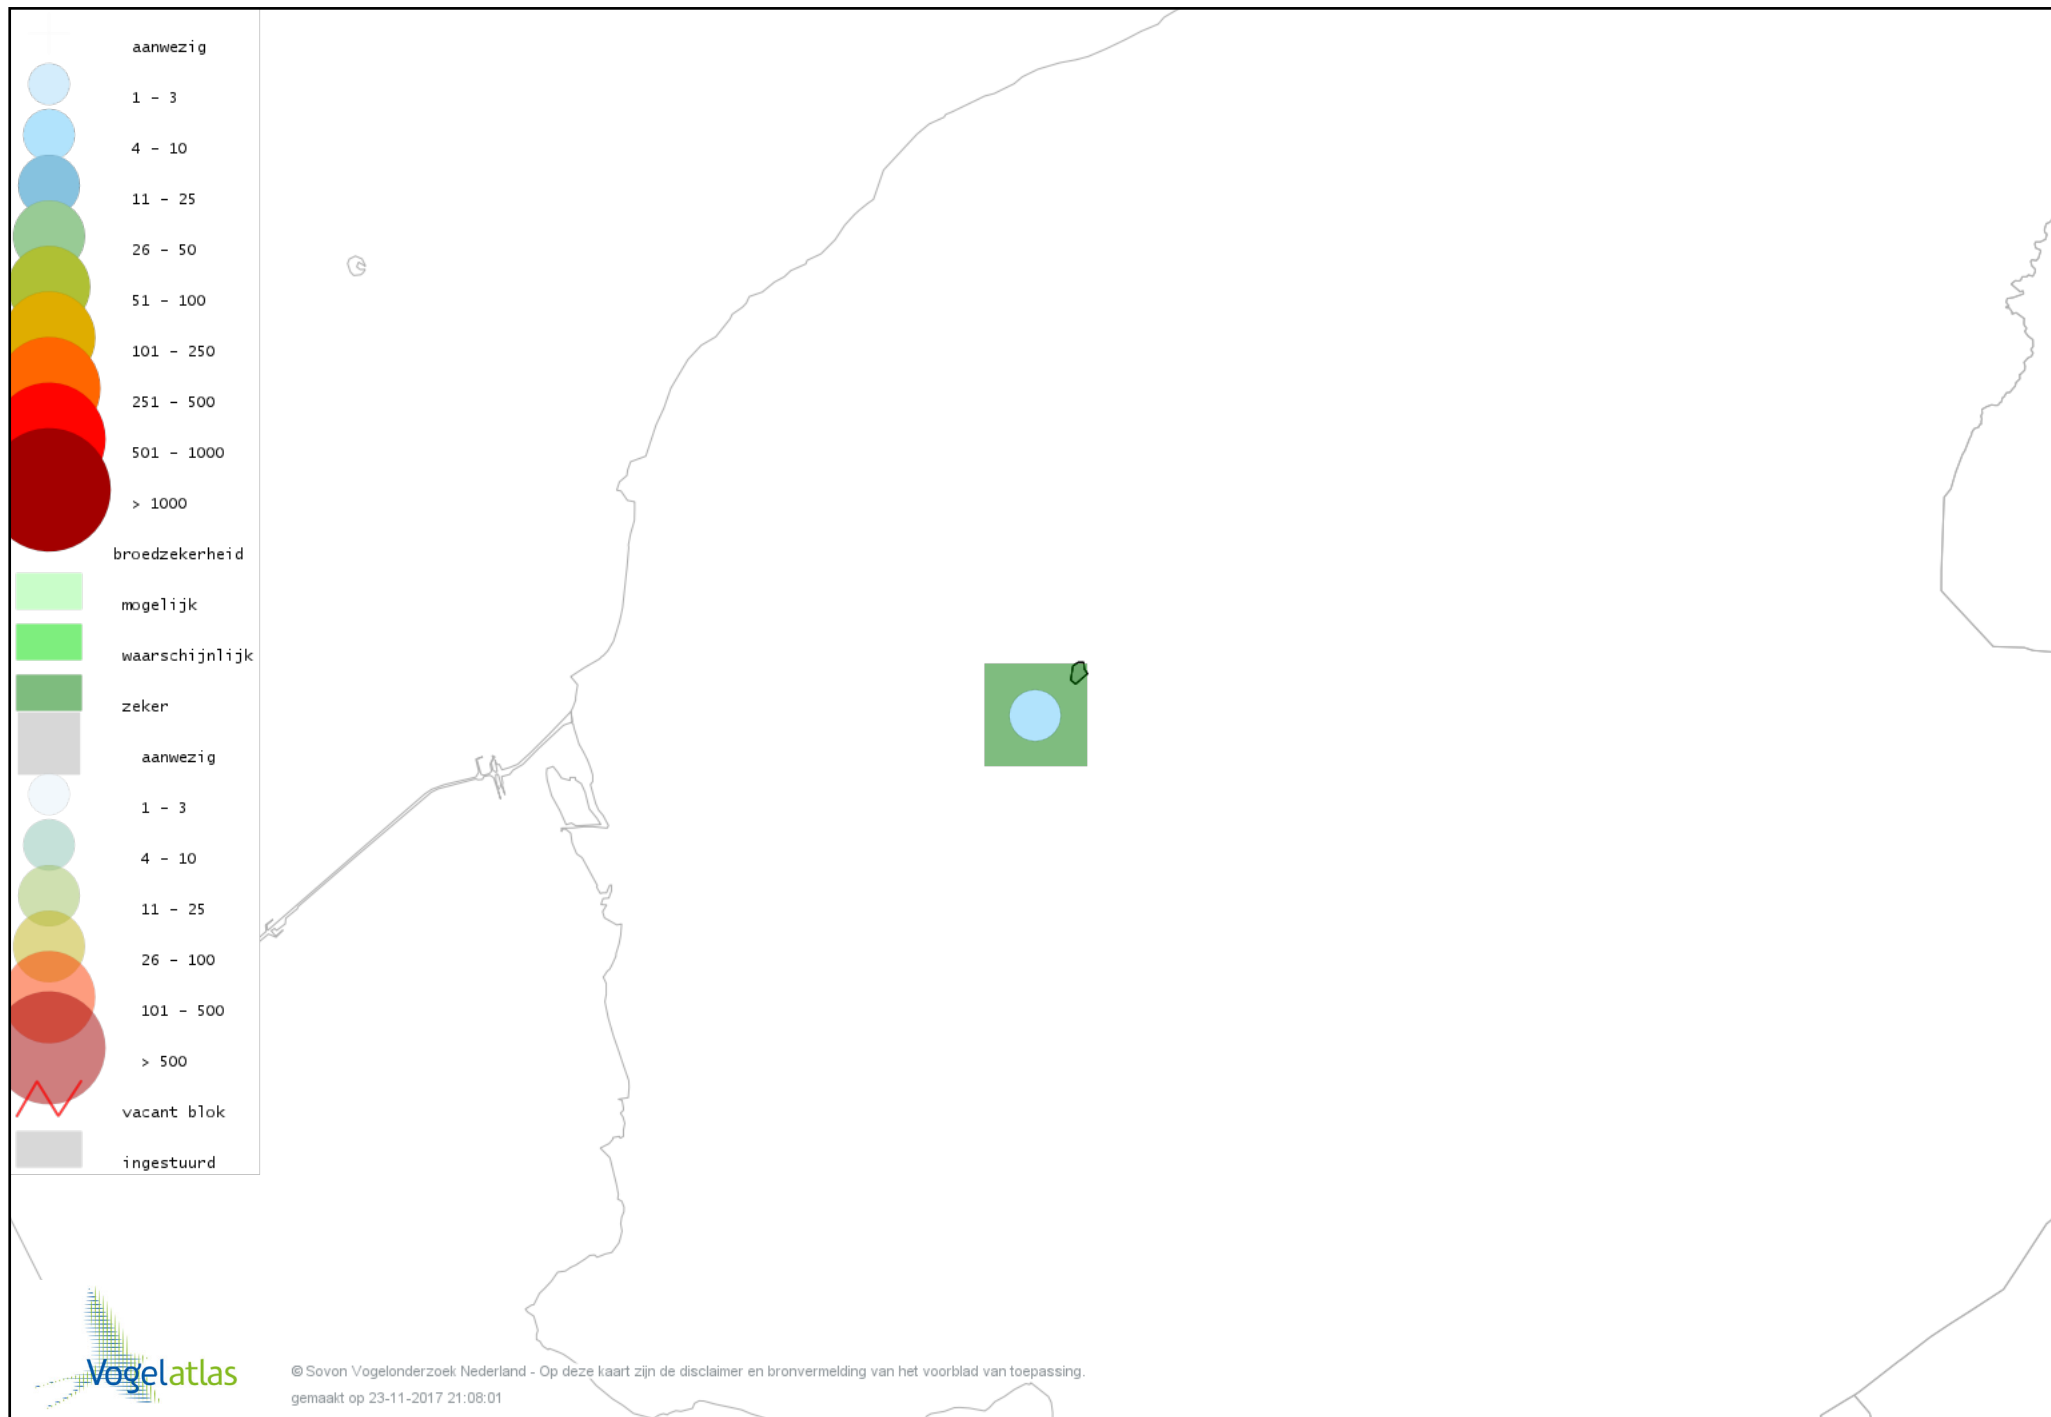 aanwezig
1 - 3
4 - 10
11 - 25
26 - 50
51 - 100
101 - 250
251 - 500
501 - 1000
> 1000
broedzekerheid
mogelijk
waarschijnlijk
zeker
aanwezig
1 - 3
4 - 10
11 - 25
26 - 100
101 - 500
> 500
vacant blok
ingestuurd
Vogelatlas
© Sovon Vogelonderzoek Nederland - Op deze kaart zijn de disclaimer en bronvermelding van het voorblad van toepassing.
gemaakt op 23-11-2017 21:08:01